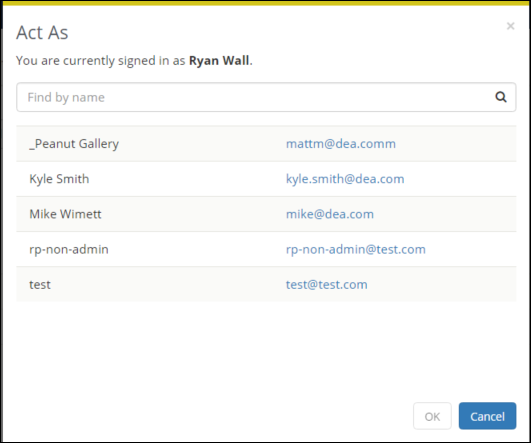 Act As
×
You are currently signed in as Ryan Wall.
Find by name
_Peanut Gallery mattm@dea.comm
Kyle Smith kyle.smith@dea.com
Mike Wimett mike@dea.com
rp-non-admin rp-non-admin@test.com
test test@test.com
OK Cancel